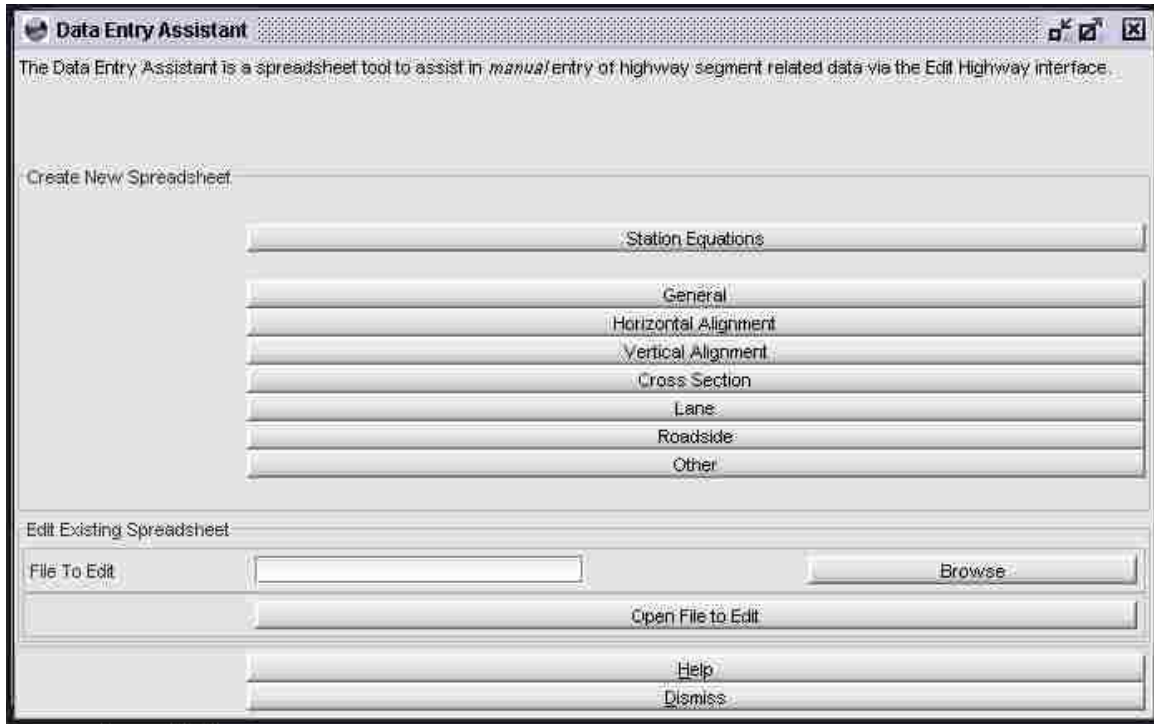 Data Entry Assistant
The Data Entry Assistant is a spreadsheet tool to assist in manual entry of highway segment related data via the Edit Highway interface.
Create New Spreadsheet
Station Equations
General
Horizontal Alignment
Vertical Alignment
Cross Section
Lane
Roadside
Other
Edit Existing Spreadsheet
File To Edit
Browse
Open File to Edit
Help
Dismiss